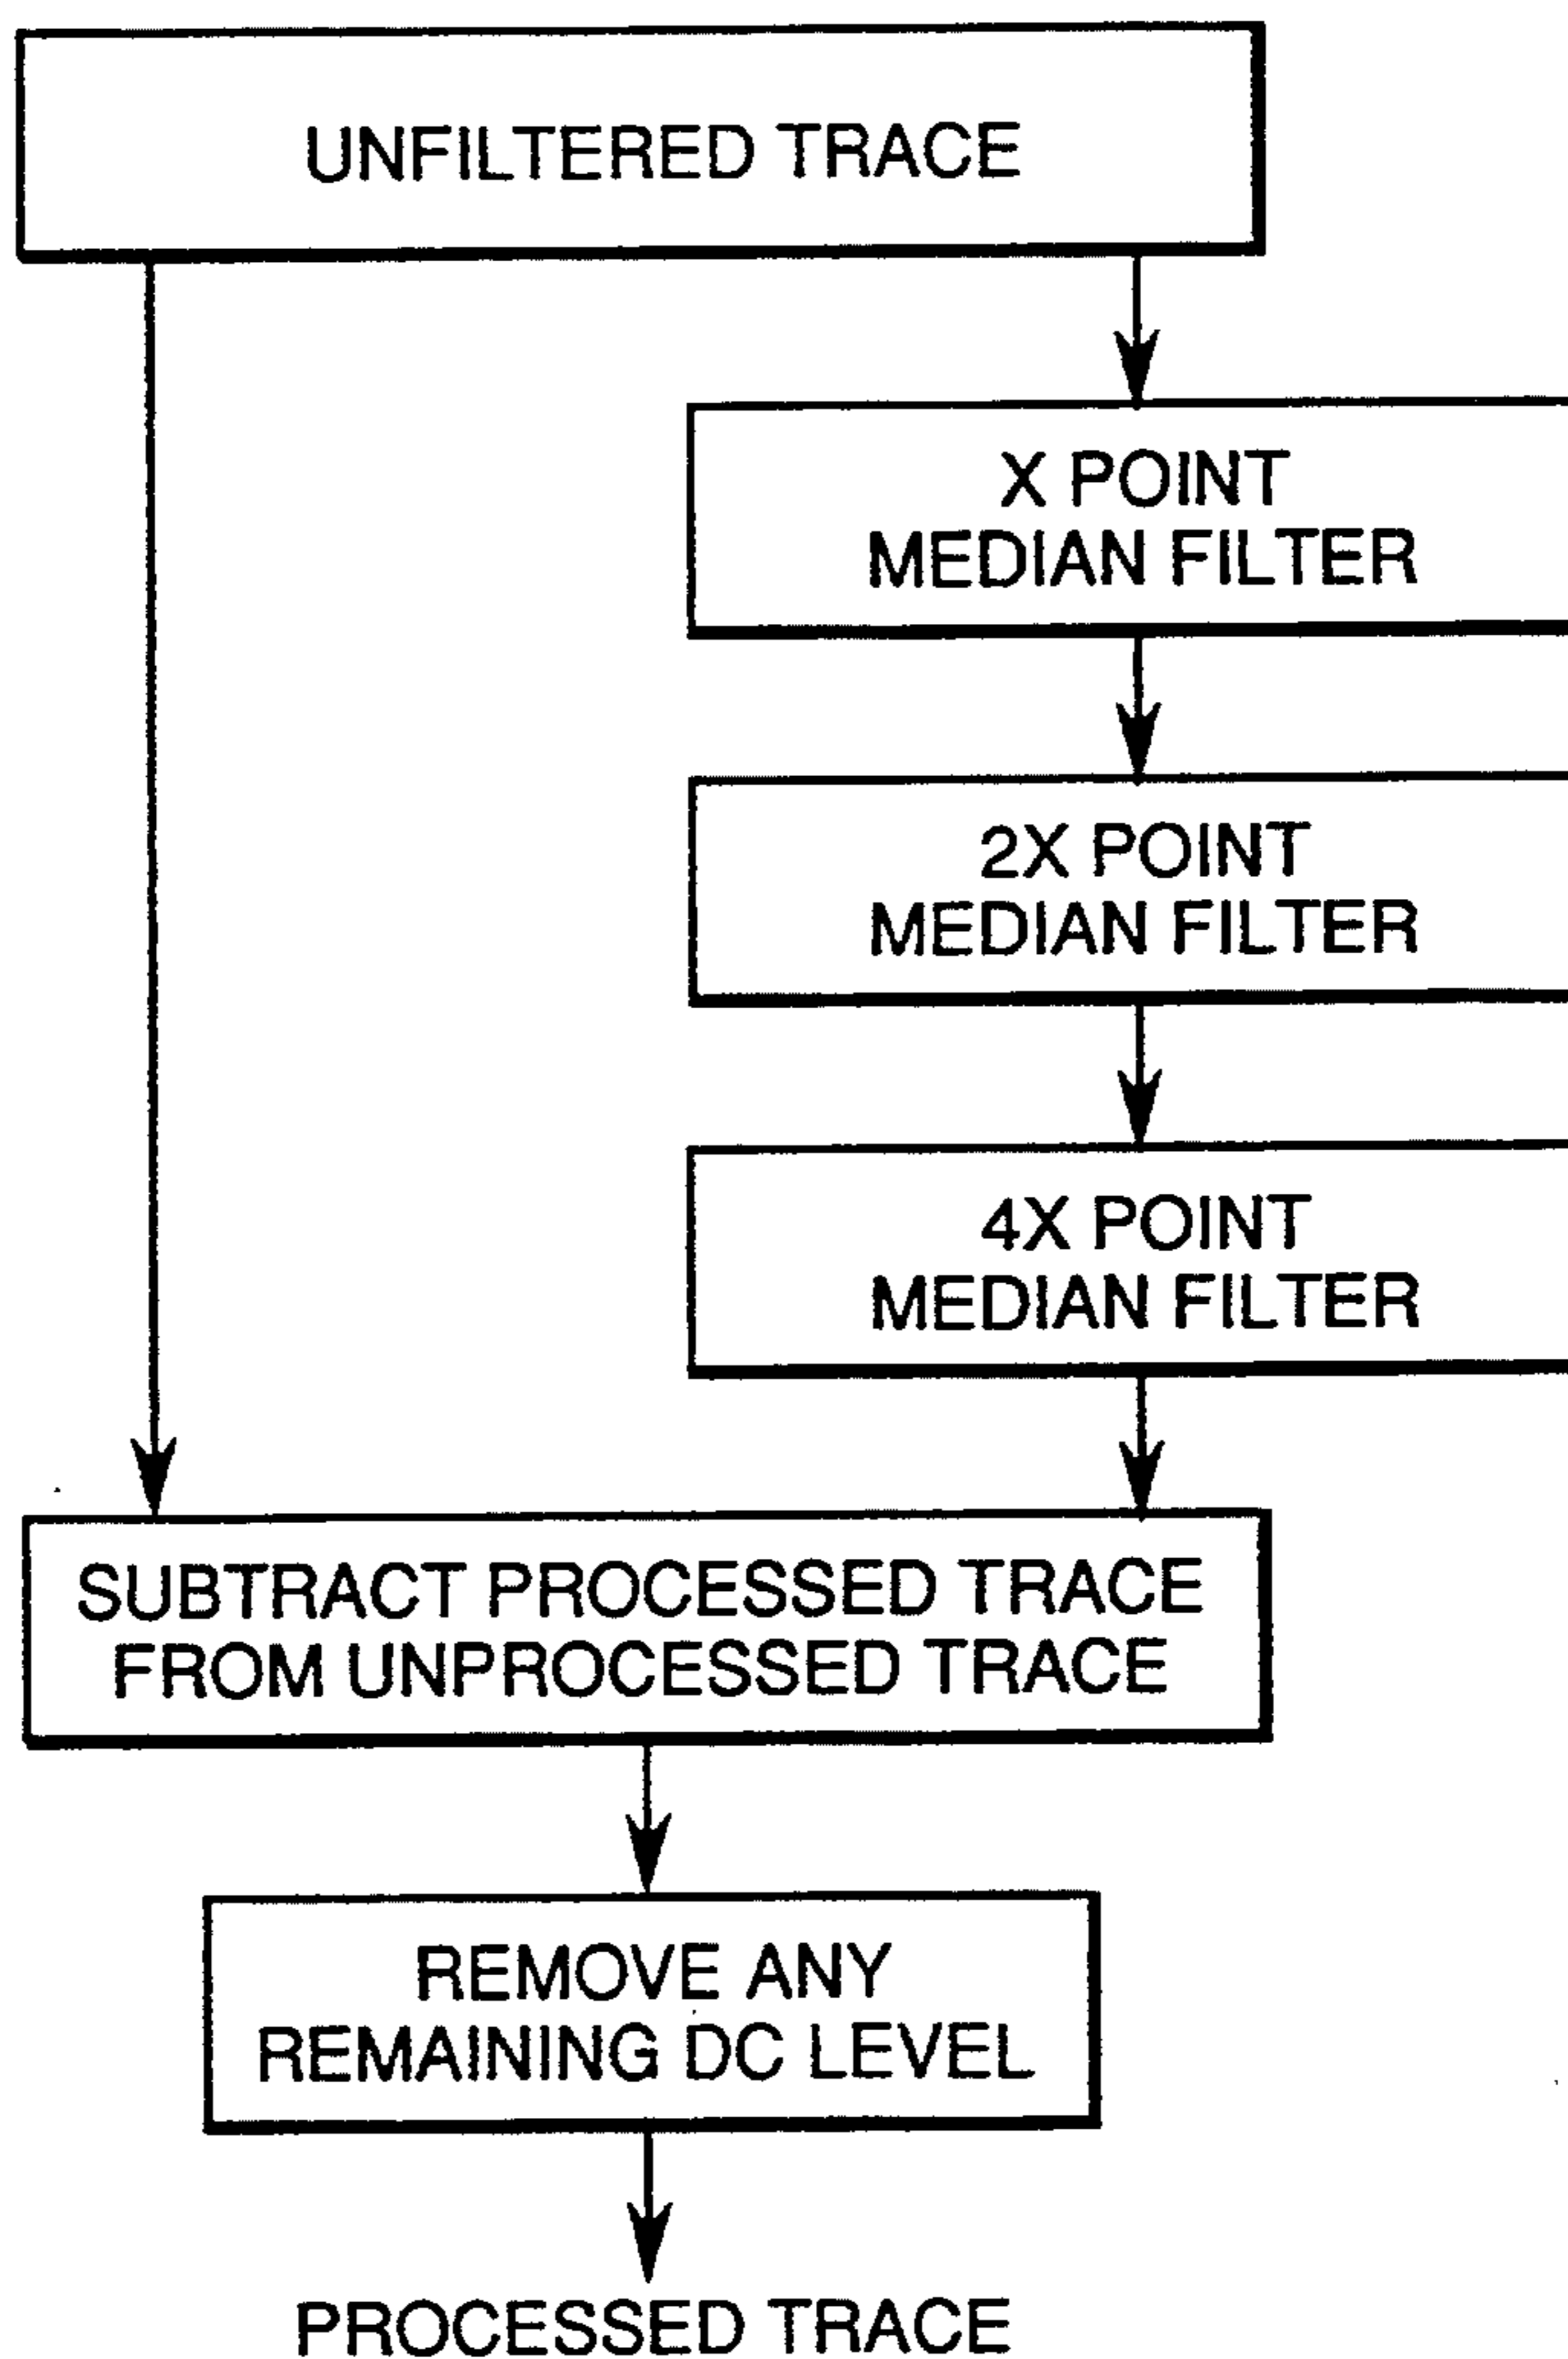 UNFILTERED TRACE
X POINT
MEDIAN FILTER
2X POINT
MEDIAN FILTER
4X POINT
MEDIAN FILTER
SUBTRACT PROCESSED TRACE
FROM UNPROCESSED TRACE
REMOVE ANY
REMAINING DC LEVEL
PROCESSED TRACE